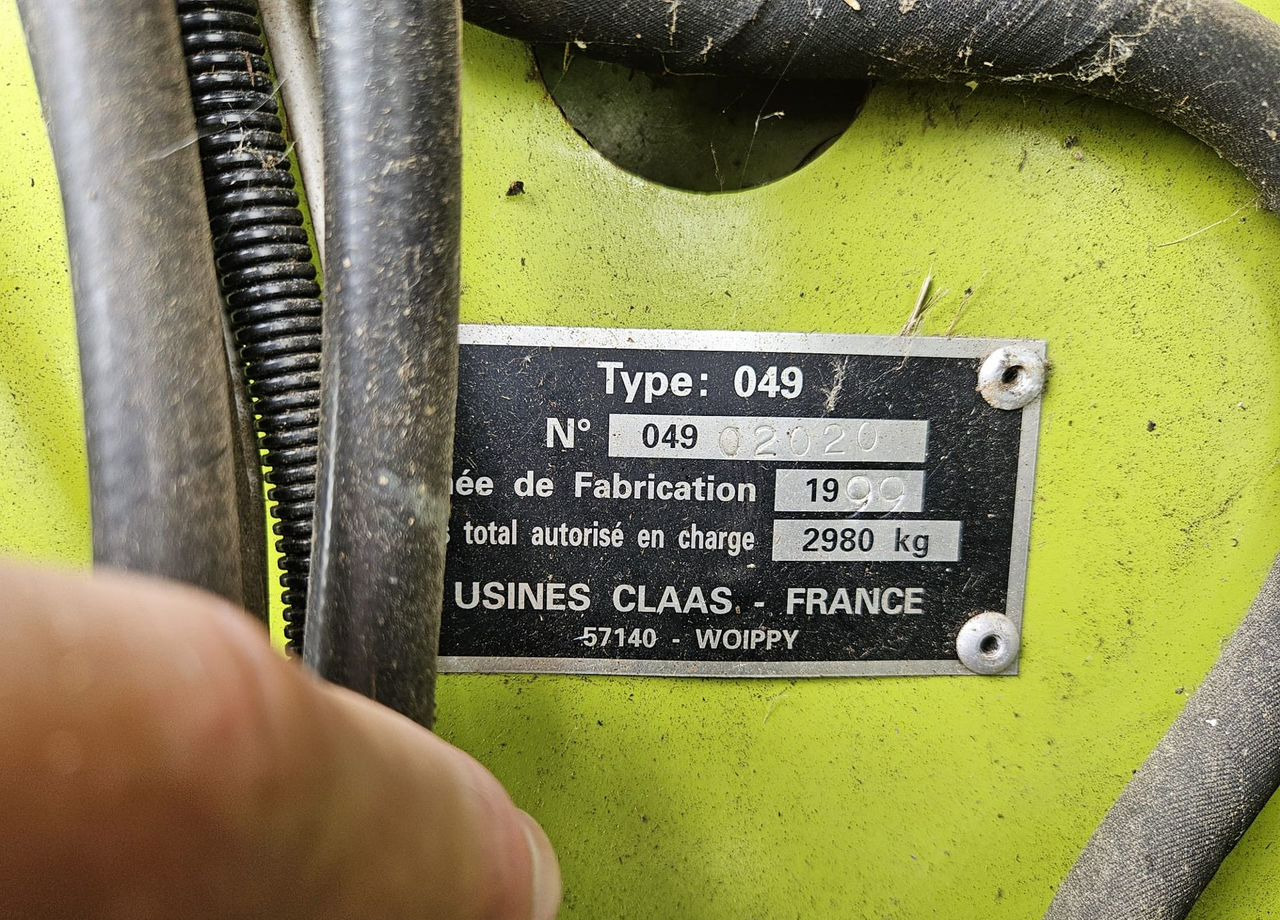 Type: 049
N° 049 02020
ée de Fabrication 1999
total autorisé en charge 2980 kg
USINES CLAAS - FRANCE
57140 - WOIPPY